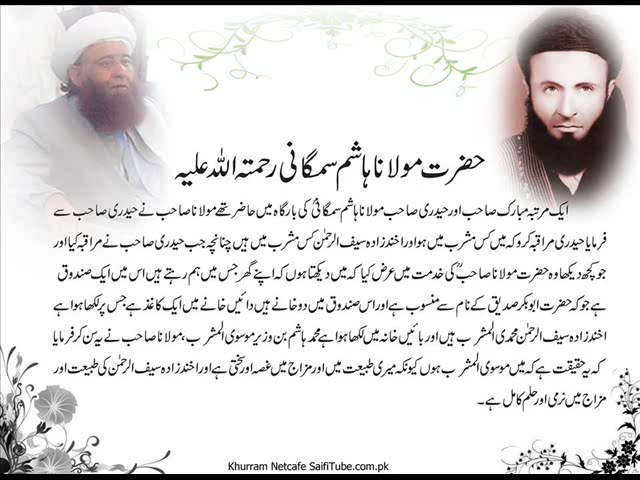 حضرت مولانا ہاشم سمگانی رحمتہ اللہ علیہ
ایک مرتبہ مبارک صاحب اور حیدری صاحب مولانا ہاشم سمگانیؒ کی بارگاہ میں حاضر تھے مولانا صاحب نے حیدری صاحب سے
فرمایا حیدری مراقبہ کرو کہ میں کس مشرب میں ہو اور اخندزادہ سیف الرحمٰن کس مشرب میں ہیں چنانچہ جب حیدری صاحب نے مراقبہ کیا اور
جو کچھ دیکھا وہ حضرت مولانا صاحبؒ کی خدمت میں عرض کیا کہ میں دیکھتا ہوں کہ اپنے گھر جس میں ہم رہتے ہیں اس میں ایک صندوق
ہے جو کہ حضرت ابوبکر صدیق کے نام سے منسوب ہے اور اس صندوق میں دو خانے ہیں دائیں خانے میں ایک کاغذ ہے جس پر لکھا ہوا ہے
اخندزادہ سیف الرحمٰن محمدی المشرب ہیں اور بائیں خانہ میں لکھا ہوا ہے محمد ہاشم بن وزیر موسوی المشرب، مولانا صاحب نے یہ سن کر فرمایا
کہ یہ حقیقت ہے کہ میں موسوی المشرب ہوں کیونکہ میری طبیعت میں اور مزاج میں غصہ اور سختی ہے اور اخندزادہ سیف الرحمٰن کی طبیعت اور
مزاج میں نرمی اور حلم کامل ہے۔
Khurram Netcafe SaifiTube.com.pk